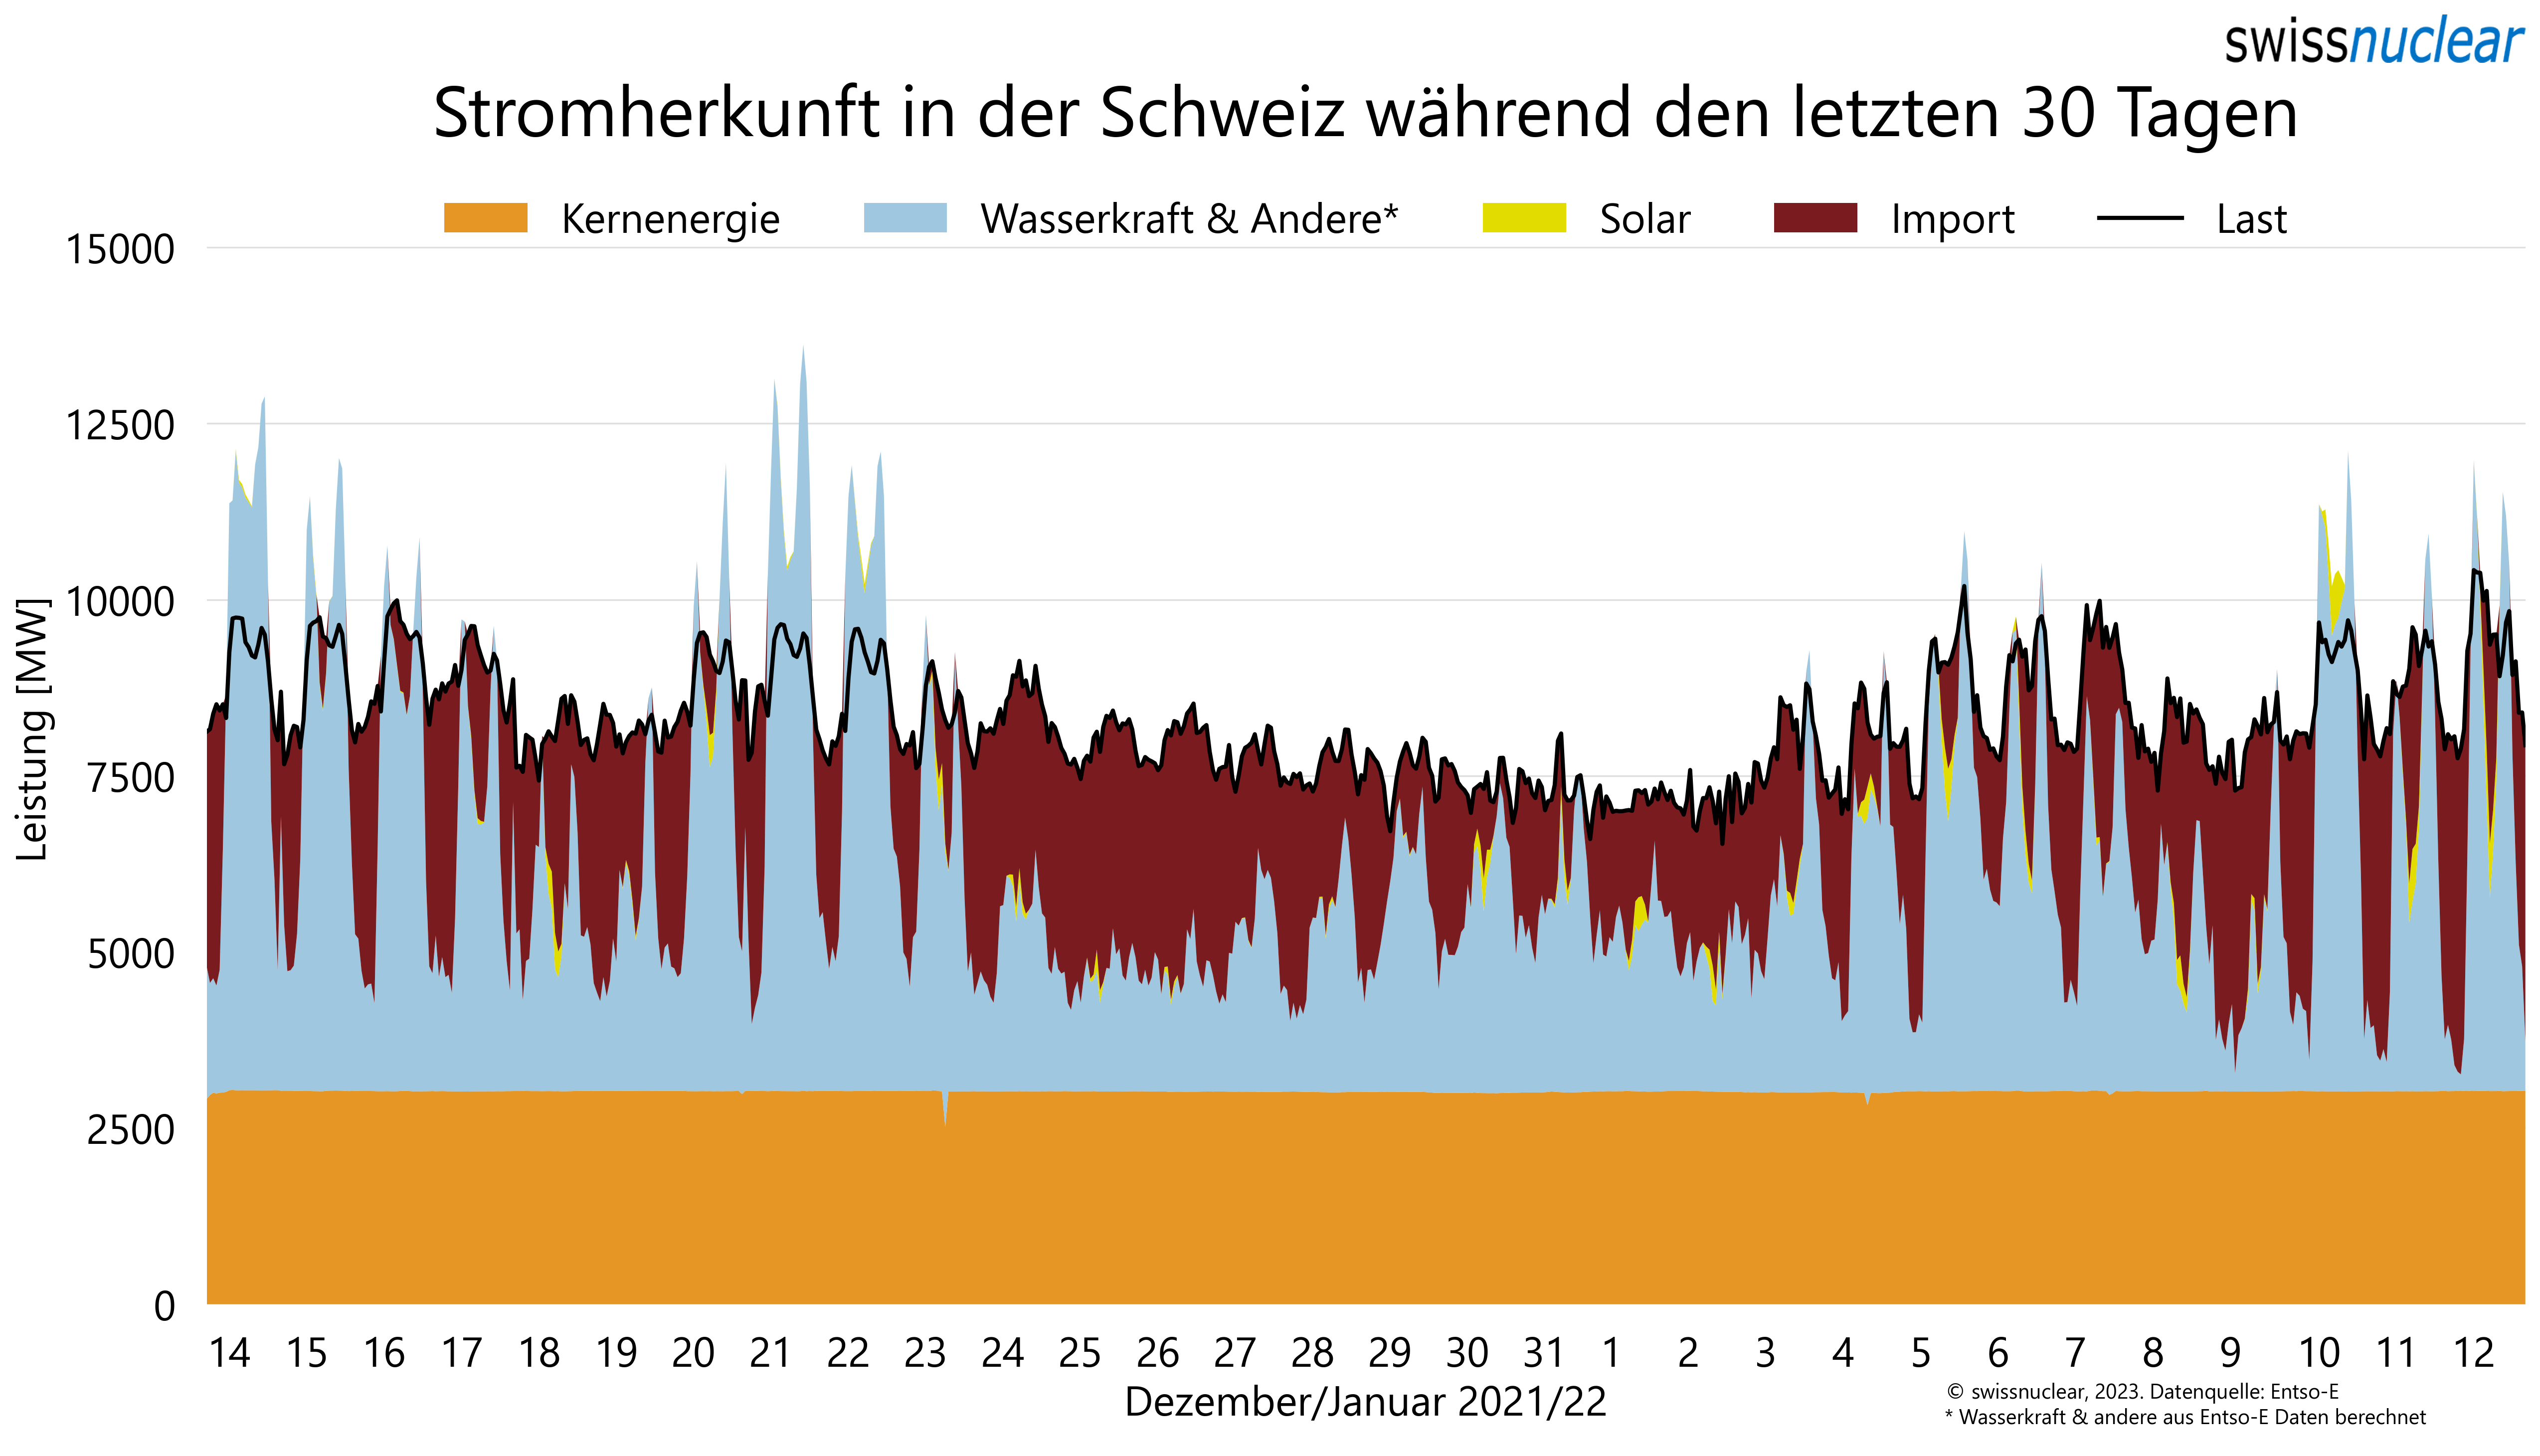 swissnuclear
Stromherkunft in der Schweiz während den letzten 30 Tagen
Kernenergie Wasserkraft & Andere* Solar Import Last
15000
12500
10000
7500
5000
2500
0
Leistung [MW]
14 15 16 17 18 19 20 21 22 23 24 25 26 27 28 29 30 31 1 2 3 4 5 6 7 8 9 10 11 12
Dezember/Januar 2021/22
© swissnuclear, 2023. Datenquelle: Entso-E
* Wasserkraft & andere aus Entso-E Daten berechnet